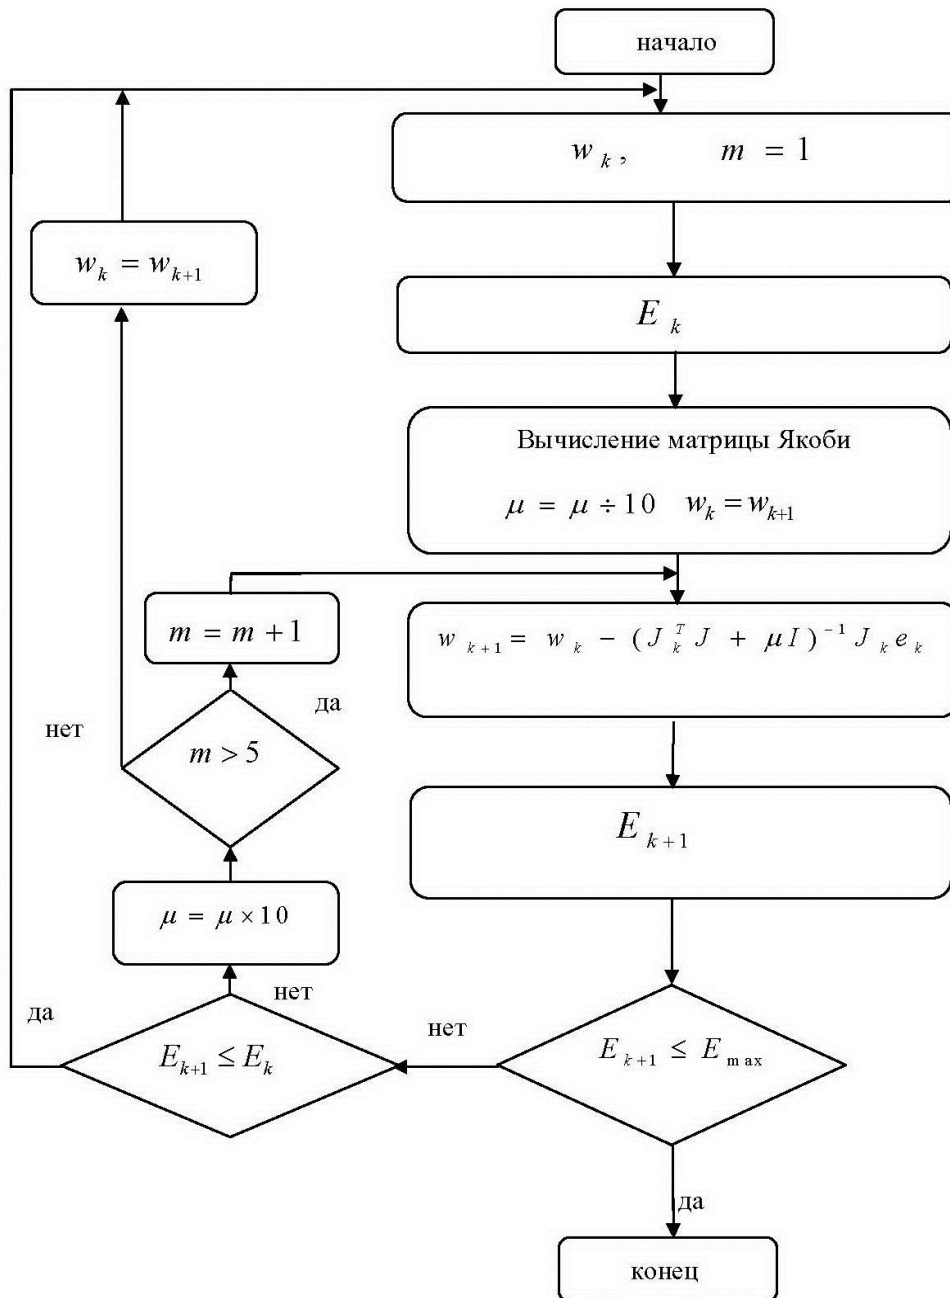 начало
w_k, m = 1
w_k = w_{k+1}
E_k
Вычисление матрицы Якоби
μ = μ ÷ 10 w_k = w_{k+1}
m = m + 1
w_{k+1} = w_k − (J_k^T J + μI)^{−1} J_k e_k
да
нет
m > 5
E_{k+1}
μ = μ × 10
нет
да
нет
E_{k+1} ≤ E_k
E_{k+1} ≤ E_{max}
да
конец